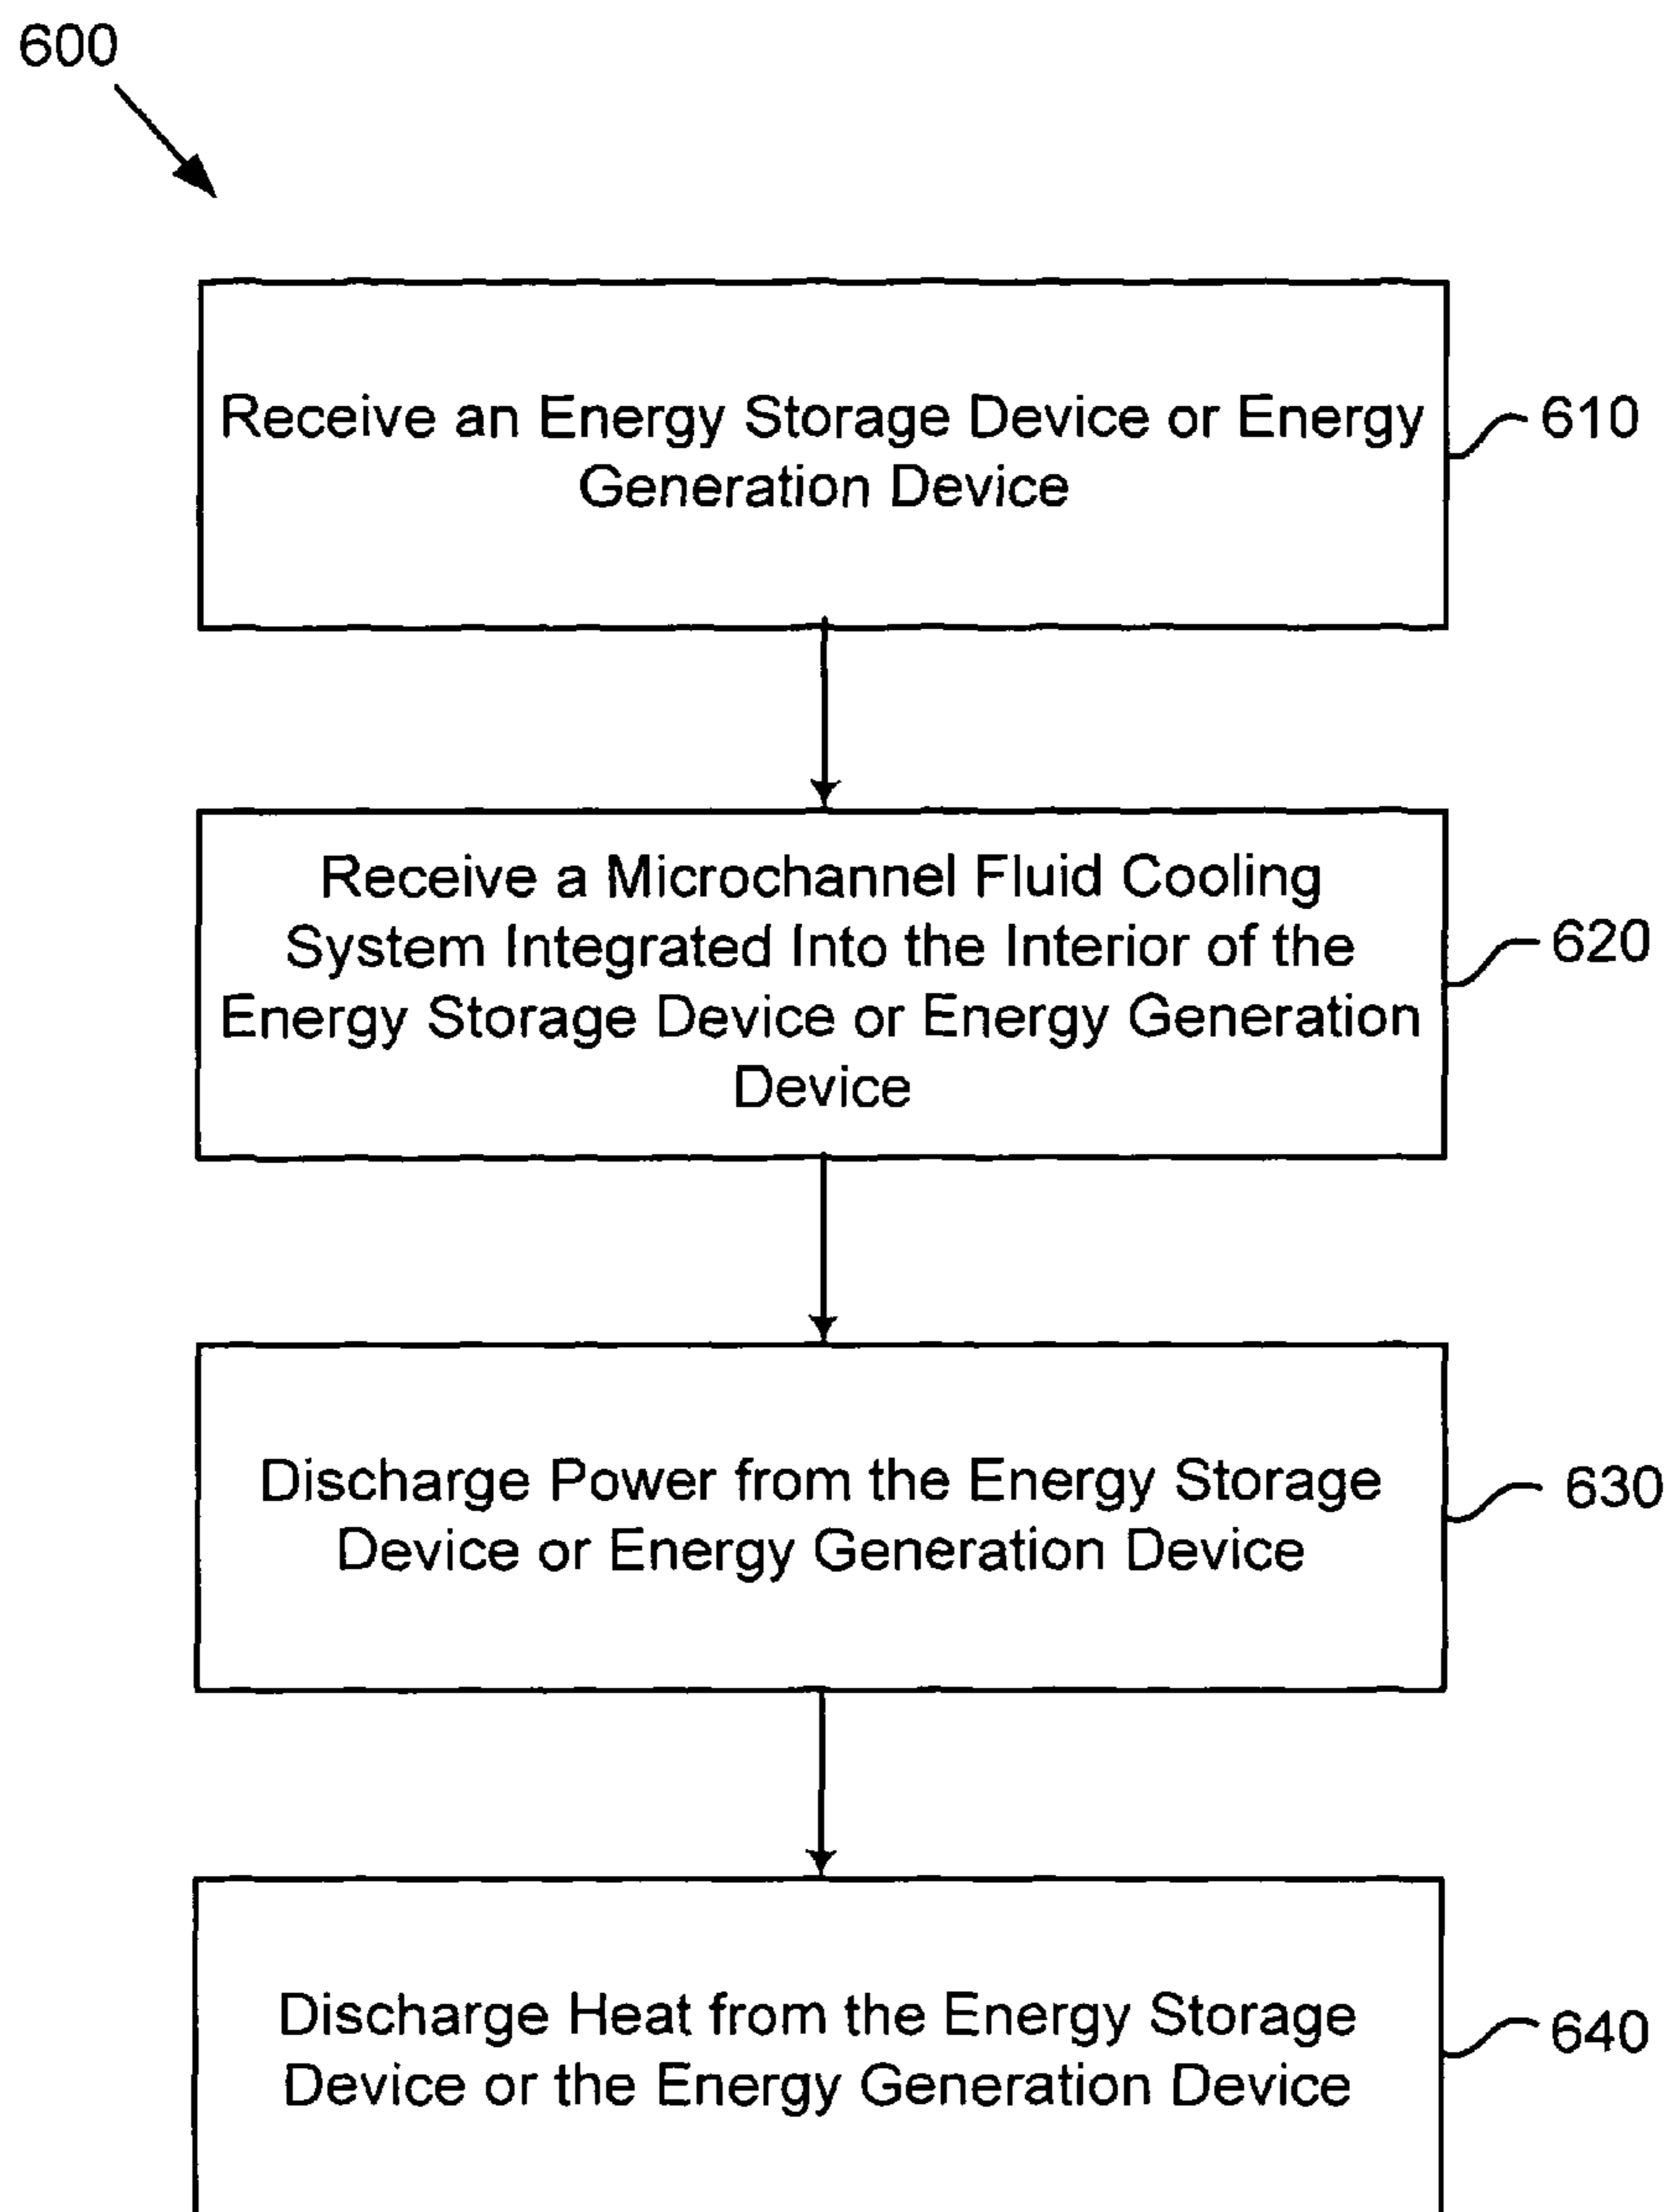 600
Receive an Energy Storage Device or Energy
Generation Device
610
Receive a Microchannel Fluid Cooling
System Integrated Into the Interior of the
Energy Storage Device or Energy Generation
Device
620
Discharge Power from the Energy Storage
Device or Energy Generation Device
630
Discharge Heat from the Energy Storage
Device or the Energy Generation Device
640